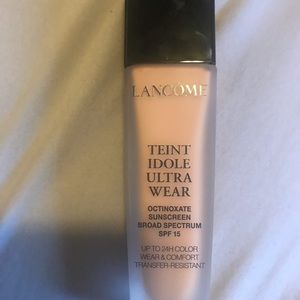 LANCÔME
TEINT
IDOLE
ULTRA
WEAR
OCTINOXATE
SUNSCREEN
BROAD SPECTRUM
SPF 15
UP TO 24H COLOR
WEAR & COMFORT
TRANSFER-RESISTANT